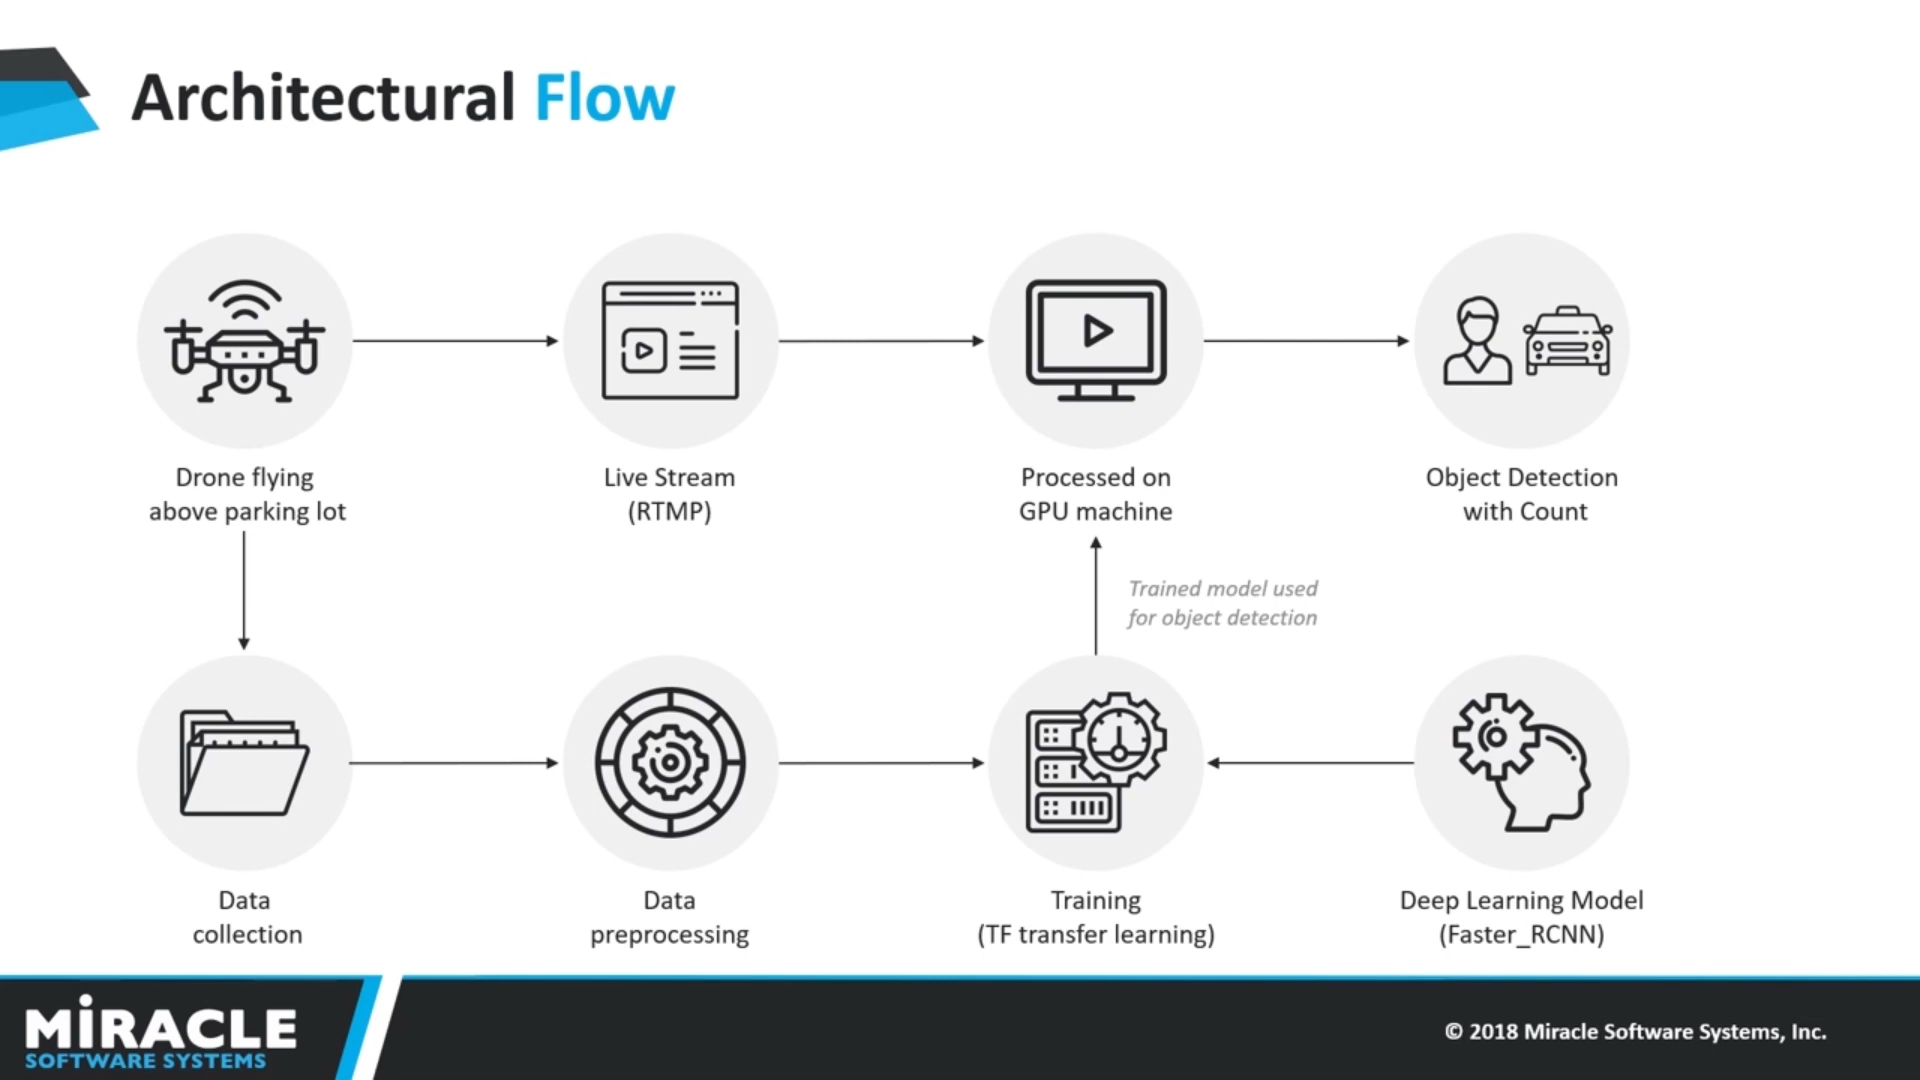 Architectural Flow
Drone flying
above parking lot
Live Stream
(RTMP)
Processed on
GPU machine
Object Detection
with Count
Trained model used
for object detection
Data
collection
Data
preprocessing
Training
(TF transfer learning)
Deep Learning Model
(Faster_RCNN)
MiRACLE
SOFTWARE SYSTEMS
© 2018 Miracle Software Systems, Inc.